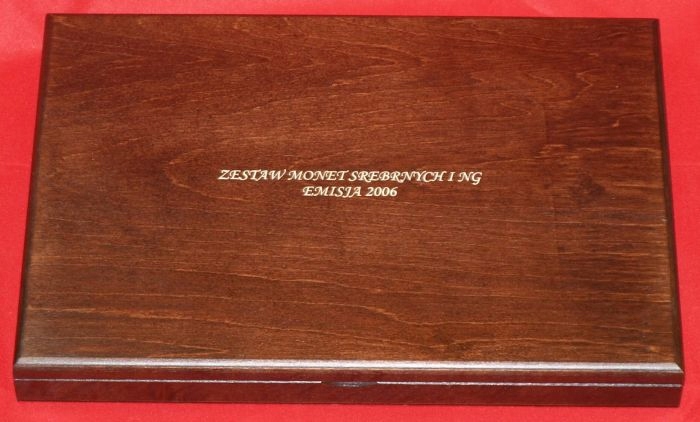 ZESTAW MONET SREBRNYCH I NG
EMISJA 2006